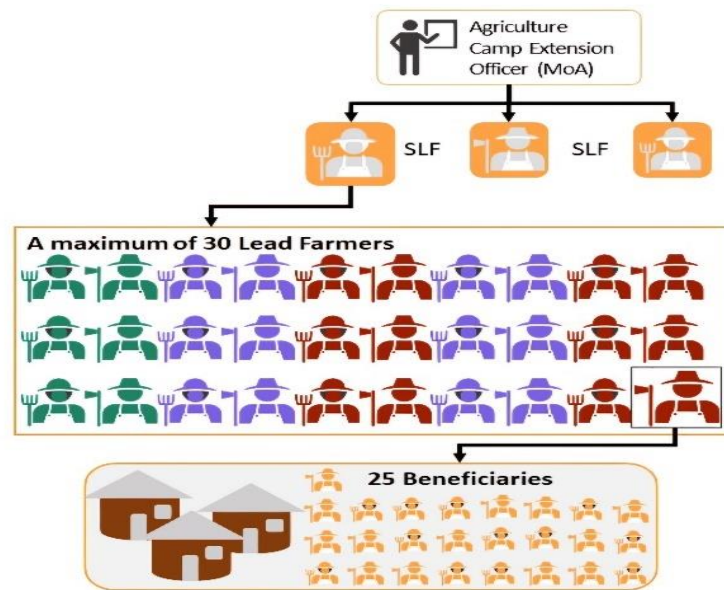 Agriculture
Camp Extension
Officer (MoA)
SLF
SLF
A maximum of 30 Lead Farmers
25 Beneficiaries